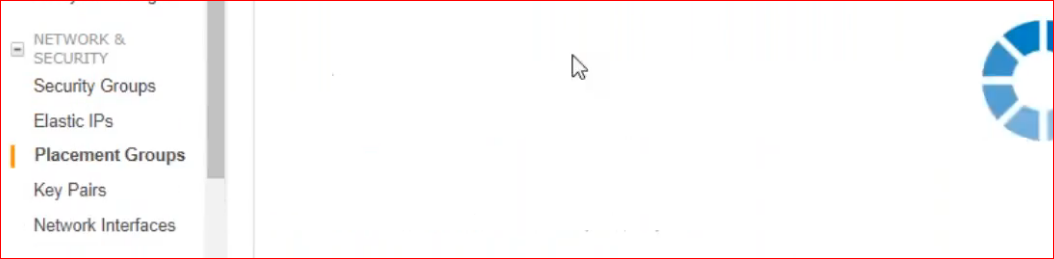 NETWORK &
SECURITY
Security Groups
Elastic IPs
Placement Groups
Key Pairs
Network Interfaces